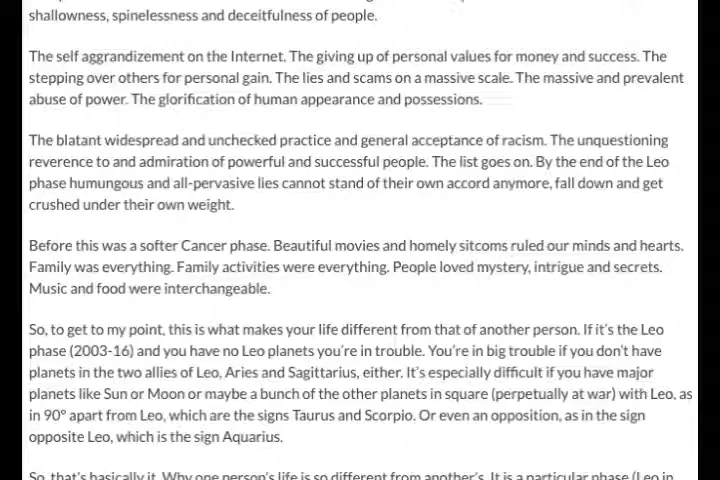 shallowness, spinelessness and deceitfulness of people.
The self aggrandizement on the Internet. The giving up of personal values for money and success. The
stepping over others for personal gain. The lies and scams on a massive scale. The massive and prevalent
abuse of power. The glorification of human appearance and possessions.
The blatant widespread and unchecked practice and general acceptance of racism. The unquestioning
reverence to and admiration of powerful and successful people. The list goes on. By the end of the Leo
phase humungous and all-pervasive lies cannot stand of their own accord anymore, fall down and get
crushed under their own weight.
Before this was a softer Cancer phase. Beautiful movies and homely sitcoms ruled our minds and hearts.
Family was everything. Family activities were everything. People loved mystery, intrigue and secrets.
Music and food were interchangeable.
So, to get to my point, this is what makes your life different from that of another person. If it's the Leo
phase (2003-16) and you have no Leo planets you're in trouble. You're in big trouble if you don't have
planets in the two allies of Leo, Aries and Sagittarius, either. It's especially difficult if you have major
planets like Sun or Moon or maybe a bunch of the other planets in square (perpetually at war) with Leo, as
in 90° apart from Leo, which are the signs Taurus and Scorpio. Or even an opposition, as in the sign
opposite Leo, which is the sign Aquarius.
So, that's basically it. Why one person's life is so different from another's. It is a particular phase (Leo in